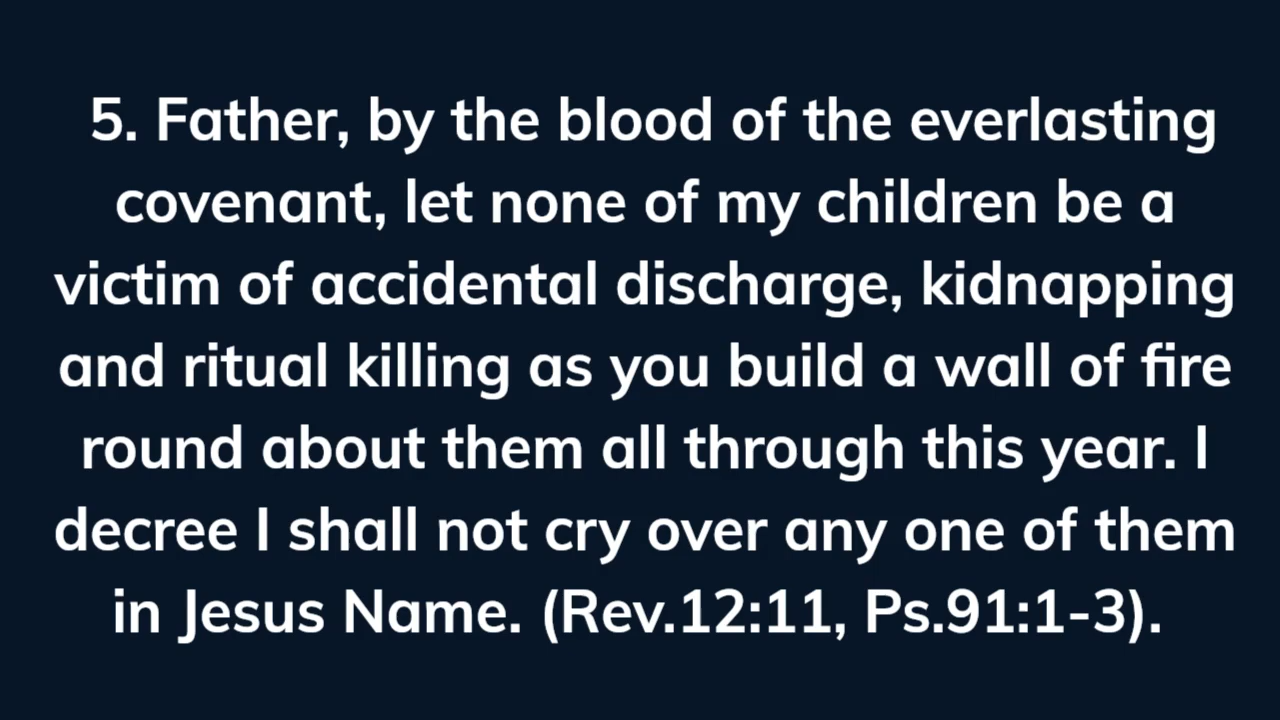 5. Father, by the blood of the everlasting
covenant, let none of my children be a
victim of accidental discharge, kidnapping
and ritual killing as you build a wall of fire
round about them all through this year. I
decree I shall not cry over any one of them
in Jesus Name. (Rev.12:11, Ps.91:1-3).